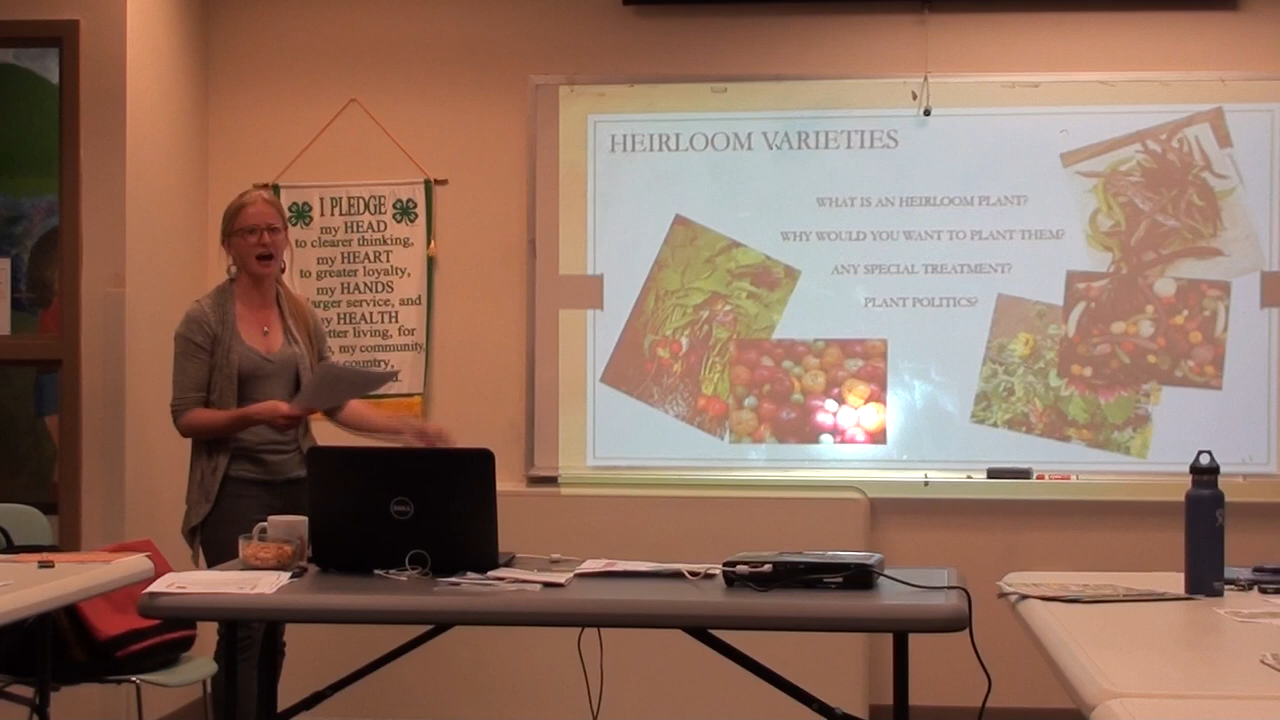 I PLEDGE
my HEAD
to clearer thinking,
my HEART
to greater loyalty,
my HANDS
larger service, and
my HEALTH
better living, for
my community,
country,
HEIRLOOM VARIETIES
WHAT IS AN HEIRLOOM PLANT?
WHY WOULD YOU WANT TO PLANT THEM?
ANY SPECIAL TREATMENT?
PLANT POLITICS?
DELL